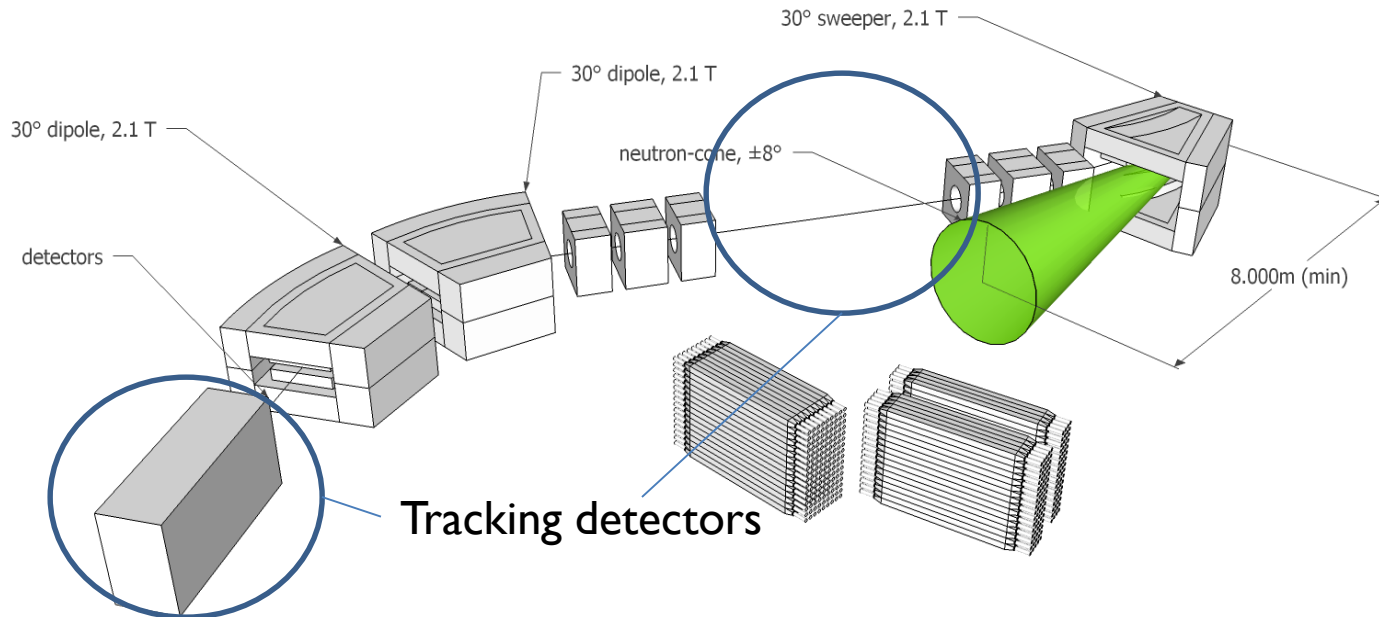 30° sweeper, 2.1 T
30° dipole, 2.1 T
30° dipole, 2.1 T
neutron-cone, ±8°
detectors
8.000m (min)
Tracking detectors